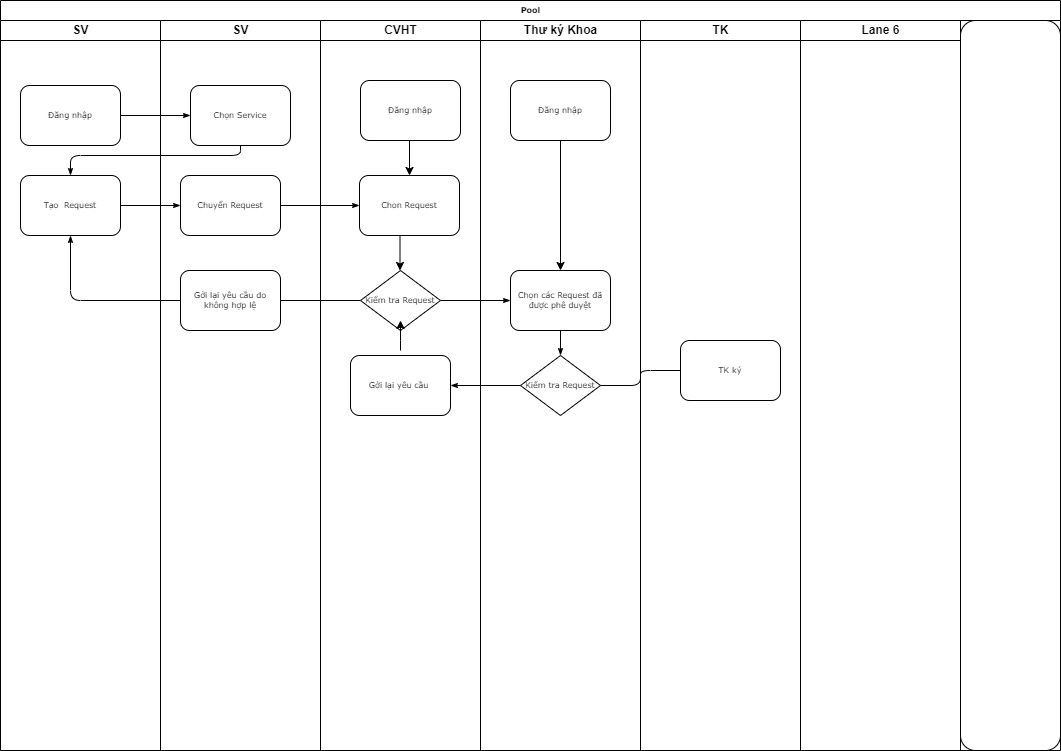 Pool
SV
SV
CVHT
Thư ký Khoa
TK
Lane 6
Đăng nhập
Chọn Service
Đăng nhập
Đăng nhập
Tạo  Request
Chuyển Request
Chon Request
Gởi lại yêu cầu do
không hợp lệ
Kiểm tra Request
Chọn các Request đã
được phê duyệt
Gởi lại yêu cầu
Kiểm tra Request
TK ký